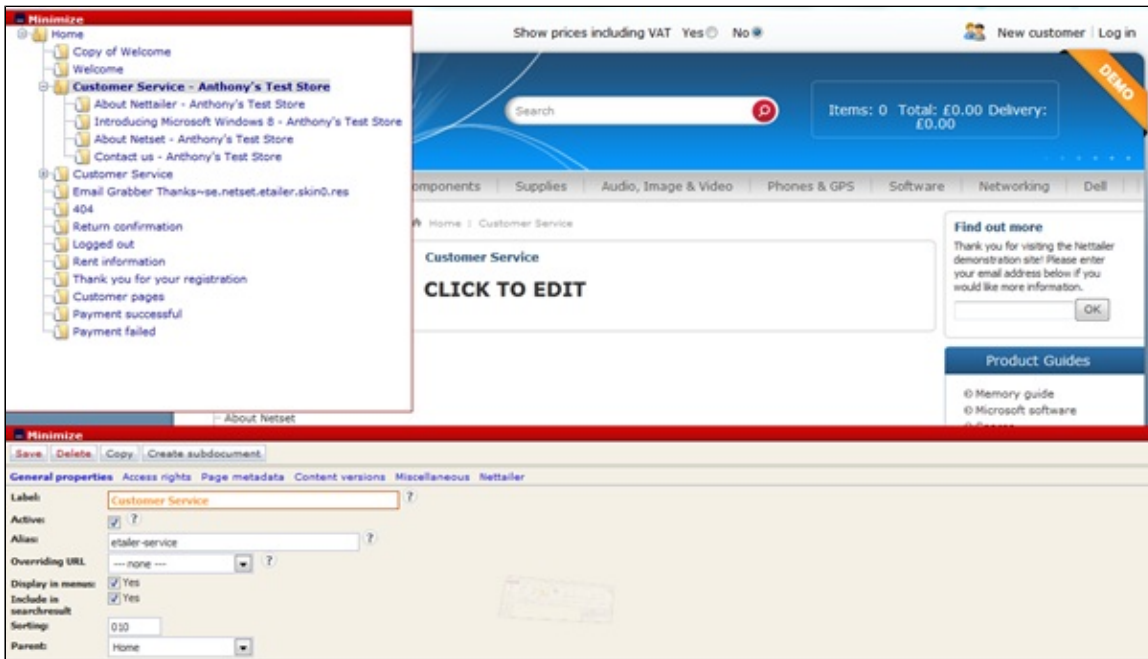 Minimize
Home
Copy of Welcome
Welcome
Customer Service - Anthony's Test Store
About Nettailer - Anthony's Test Store
Introducing Microsoft Windows 8 - Anthony's Test Store
About Netset - Anthony's Test Store
Contact us - Anthony's Test Store
Customer Service
Email Grabber Thanks~se.netset.etailer.skin0.res
404
Return confirmation
Logged out
Rent information
Thank you for your registration
Customer pages
Payment successful
Payment failed
Show prices including VAT Yes No
New customer | Log in
DEMO
Search
Items: 0 Total: £0.00 Delivery:
£0.00
omponents Supplies Audio, Image & Video Phones & GPS Software Networking Dell
Home : Customer Service
Customer Service
CLICK TO EDIT
Find out more
Thank you for visiting the Nettailer
demonstration site! Please enter
your email address below if you
would like more information.
OK
Product Guides
Memory guide
Microsoft software
About Netset
Minimize
Save Delete Copy Create subdocument
General properties Access rights Page metadata Content versions Miscellaneous Nettailer
Label: Customer Service ?
Active: ?
Alias: etailer-service ?
Overriding URL --- none --- ?
Display in menus: Yes
Include in Yes
searchresult
Sorting: 010
Parent: Home